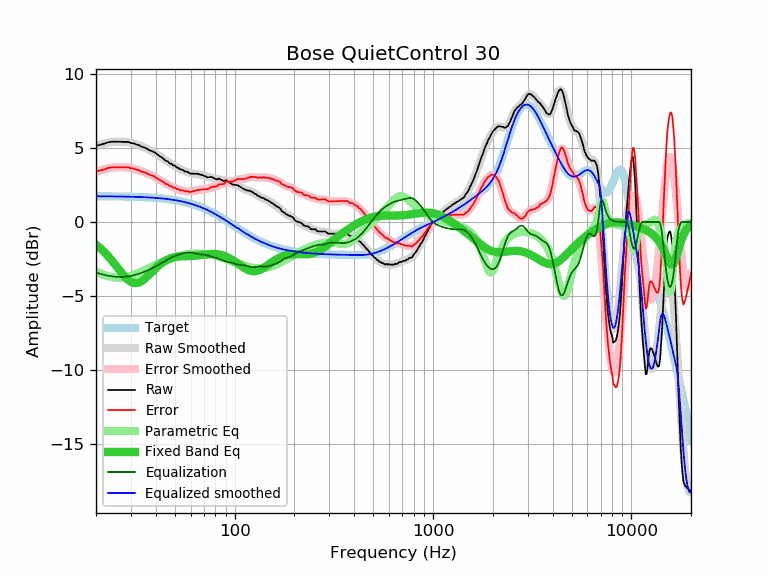 Bose QuietControl 30
10
5
0
−5
−10
−15
Amplitude (dBr)
Target
Raw Smoothed
Error Smoothed
Raw
Error
Parametric Eq
Fixed Band Eq
Equalization
Equalized smoothed
100
1000
10000
Frequency (Hz)